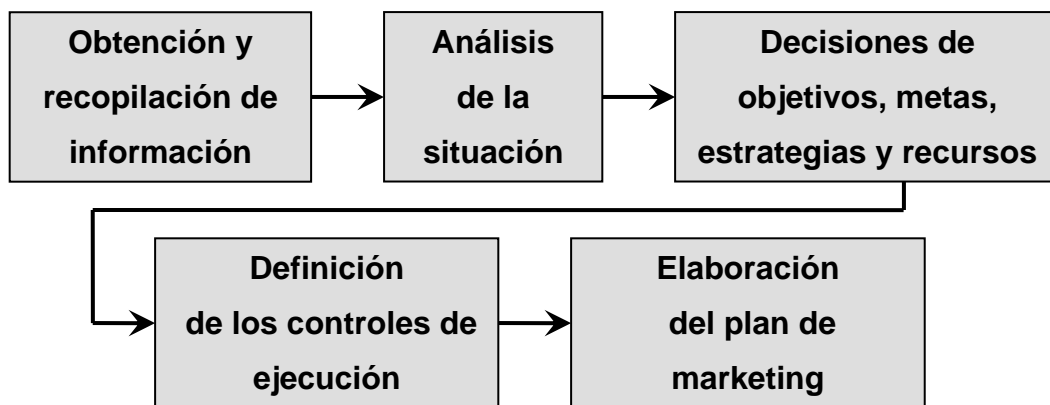 Obtención y
recopilación de
información
Análisis
de la
situación
Decisiones de
objetivos, metas,
estrategias y recursos
Definición
de los controles de
ejecución
Elaboración
del plan de
marketing